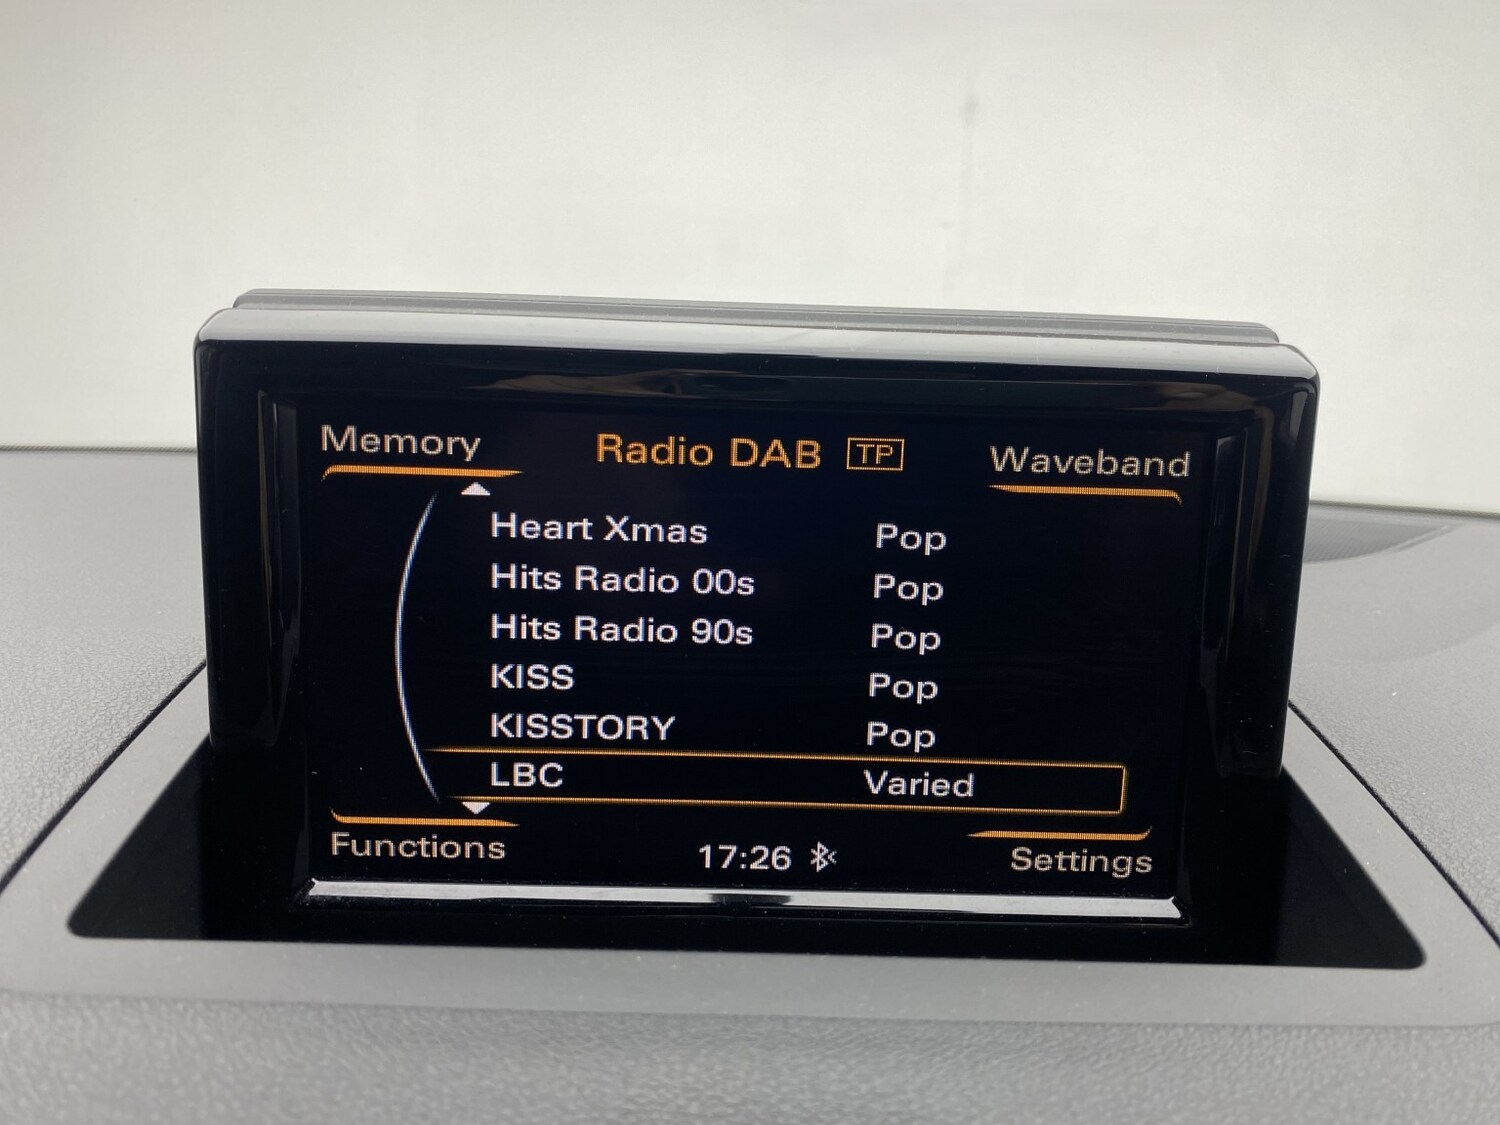 Memory Radio DAB TP Waveband
Heart Xmas Pop
Hits Radio 00s Pop
Hits Radio 90s Pop
KISS Pop
KISSTORY Pop
LBC Varied
Functions 17:26 Settings